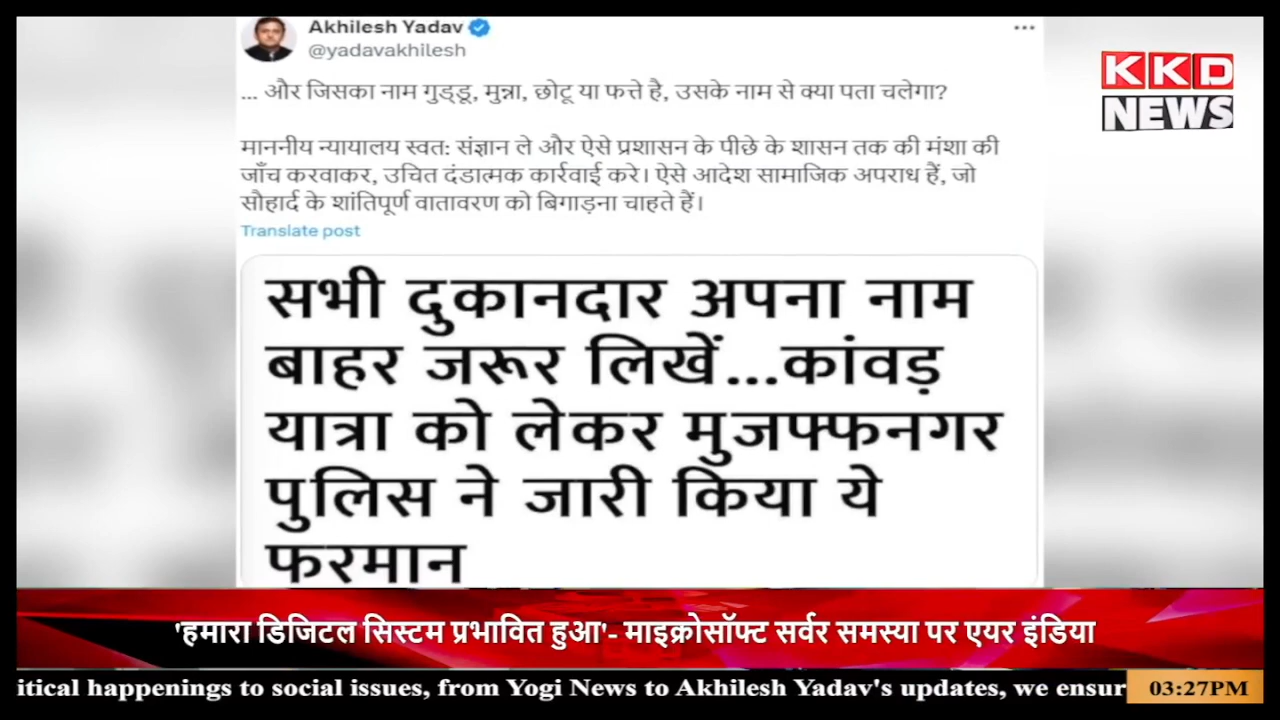 Akhilesh Yadav
@yadavakhilesh
... और जिसका नाम गुड्डू, मुन्ना, छोटू या फत्ते है, उसके नाम से क्या पता चलेगा?
माननीय न्यायालय स्वत: संज्ञान ले और ऐसे प्रशासन के पीछे के शासन तक की मंशा की
जाँच करवाकर, उचित दंडात्मक कार्रवाई करे। ऐसे आदेश सामाजिक अपराध हैं, जो
सौहार्द के शांतिपूर्ण वातावरण को बिगाड़ना चाहते हैं।
Translate post
सभी दुकानदार अपना नाम
बाहर जरूर लिखें...कांवड़
यात्रा को लेकर मुजफ्फनगर
पुलिस ने जारी किया ये
फरमान
KKD
NEWS
'हमारा डिजिटल सिस्टम प्रभावित हुआ'- माइक्रोसॉफ्ट सर्वर समस्या पर एयर इंडिया
itical happenings to social issues, from Yogi News to Akhilesh Yadav's updates, we ensur
03:27PM